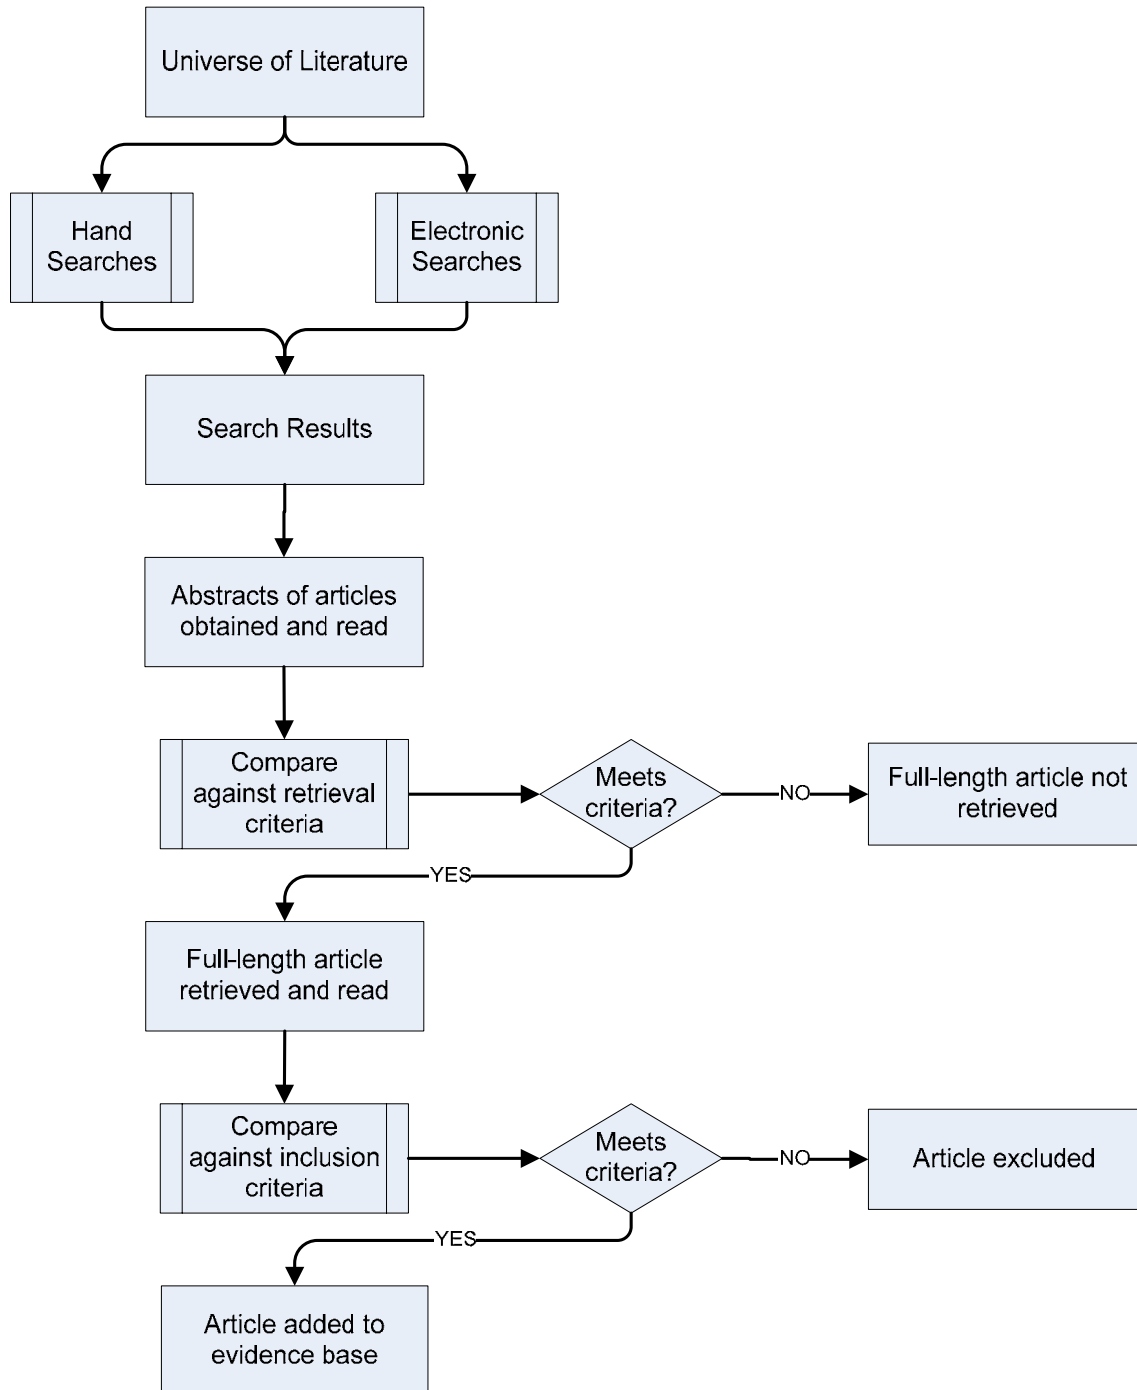 Universe of Literature
Hand
Searches
Electronic
Searches
Search Results
Abstracts of articles
obtained and read
Compare
against retrieval
criteria
Meets
criteria?
NO
Full-length article not
retrieved
YES
Full-length article
retrieved and read
Compare
against inclusion
criteria
Meets
criteria?
NO
Article excluded
YES
Article added to
evidence base